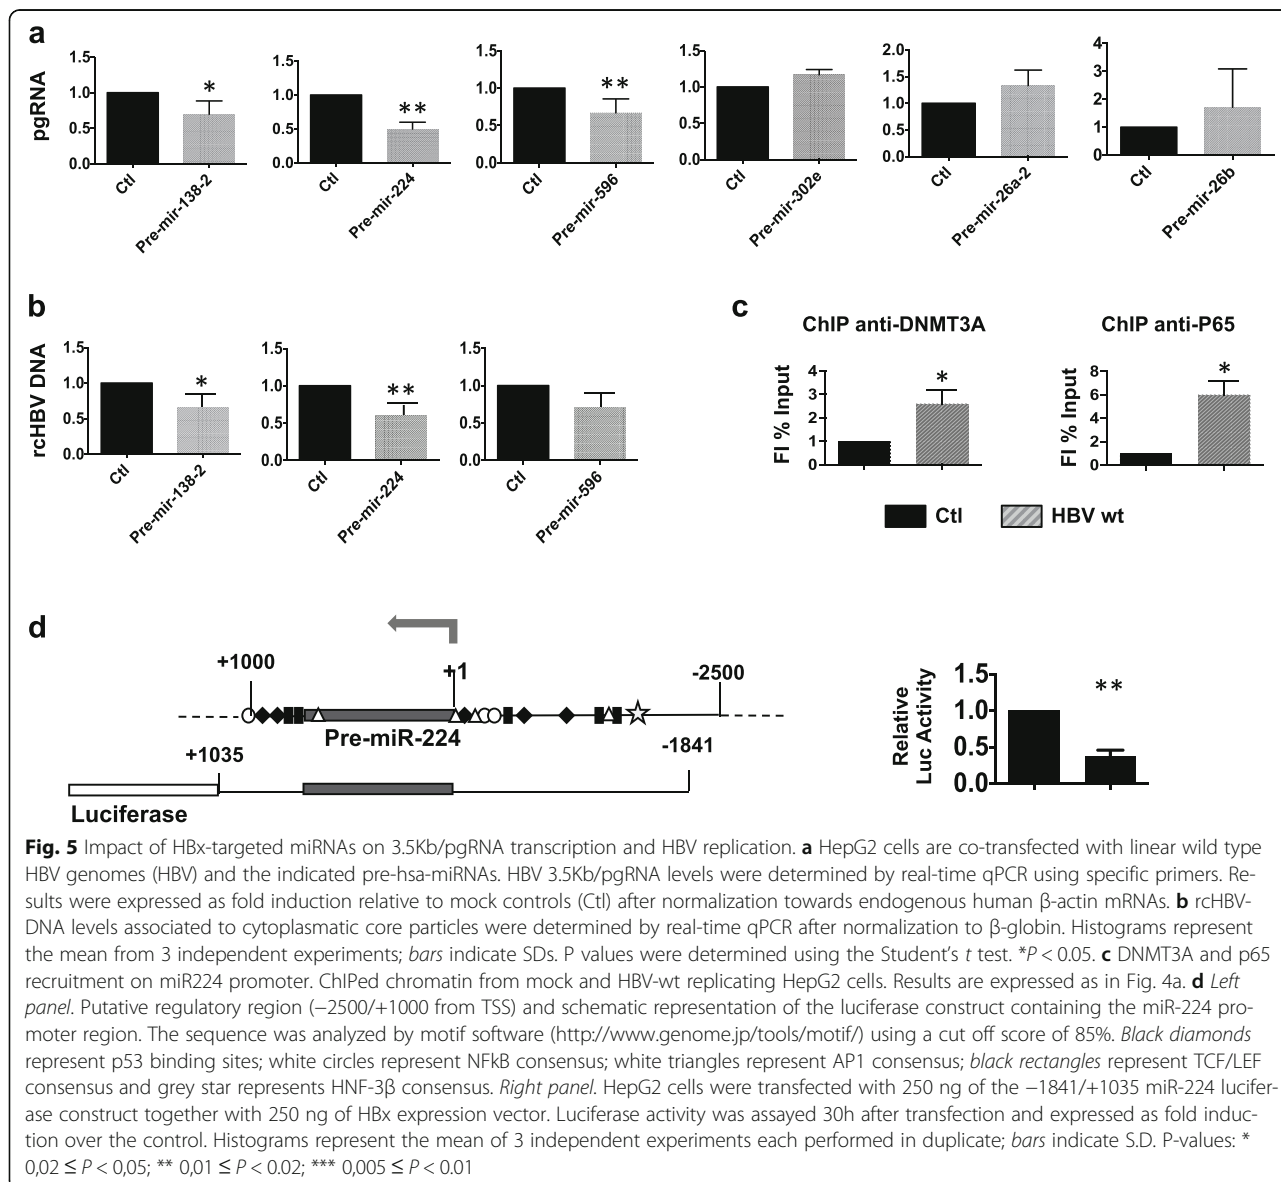 a
pgRNA
1.5
1.0
0.5
0.0
*
Ctl
Pre-mir-138-2
1.5
1.0
0.5
0.0
**
Ctl
Pre-mir-224
1.5
1.0
0.5
0.0
**
Ctl
Pre-mir-596
1.5
1.0
0.5
0.0
Ctl
Pre-mir-302e
2.0
1.5
1.0
0.5
0.0
Ctl
Pre-mir-26a-2
4
3
2
1
0
Ctl
Pre-mir-26b
b
rcHBV DNA
1.5
1.0
0.5
0.0
*
Ctl
Pre-mir-138-2
1.5
1.0
0.5
0.0
**
Ctl
Pre-mir-224
1.5
1.0
0.5
0.0
Ctl
Pre-mir-596
c
ChIP anti-DNMT3A
FI % Input
4
3
2
1
0
*
ChIP anti-P65
FI % Input
8
6
4
2
0
*
Ctl
HBV wt
d
+1000
+1
-2500
Pre-miR-224
+1035
-1841
Luciferase
Relative
Luc Activity
1.5
1.0
0.5
0.0
**
Fig. 5 Impact of HBx-targeted miRNAs on 3.5Kb/pgRNA transcription and HBV replication. a HepG2 cells are co-transfected with linear wild type
HBV genomes (HBV) and the indicated pre-hsa-miRNAs. HBV 3.5Kb/pgRNA levels were determined by real-time qPCR using specific primers. Re-
sults were expressed as fold induction relative to mock controls (Ctl) after normalization towards endogenous human β-actin mRNAs. b rcHBV-
DNA levels associated to cytoplasmatic core particles were determined by real-time qPCR after normalization to β-globin. Histograms represent
the mean from 3 independent experiments; bars indicate SDs. P values were determined using the Student's t test. *P < 0.05. c DNMT3A and p65
recruitment on miR224 promoter. ChIPed chromatin from mock and HBV-wt replicating HepG2 cells. Results are expressed as in Fig. 4a. d Left
panel. Putative regulatory region (−2500/+1000 from TSS) and schematic representation of the luciferase construct containing the miR-224 pro-
moter region. The sequence was analyzed by motif software (http://www.genome.jp/tools/motif/) using a cut off score of 85%. Black diamonds
represent p53 binding sites; white circles represent NFkB consensus; white triangles represent AP1 consensus; black rectangles represent TCF/LEF
consensus and grey star represents HNF-3β consensus. Right panel. HepG2 cells were transfected with 250 ng of the −1841/+1035 miR-224 lucifer-
ase construct together with 250 ng of HBx expression vector. Luciferase activity was assayed 30h after transfection and expressed as fold induc-
tion over the control. Histograms represent the mean of 3 independent experiments each performed in duplicate; bars indicate S.D. P-values: *
0,02 ≤ P < 0,05; ** 0,01 ≤ P < 0.02; *** 0,005 ≤ P < 0.01